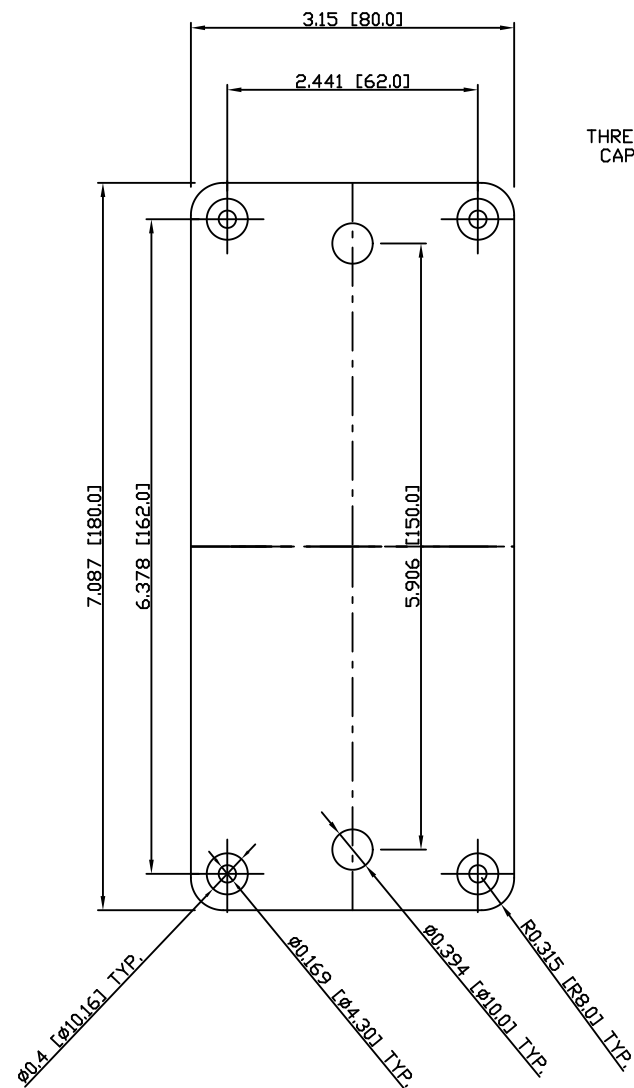 3.15 [80.0]
2.441 [62.0]
THRE
CAP
7.087 [180.0]
6.378 [162.0]
5.906 [150.0]
Ø0.4 [Ø10.16] TYP.
Ø0.169 [Ø4.30] TYP.
Ø0.394 [Ø10.0] TYP.
R0.315 [R8.0] TYP.